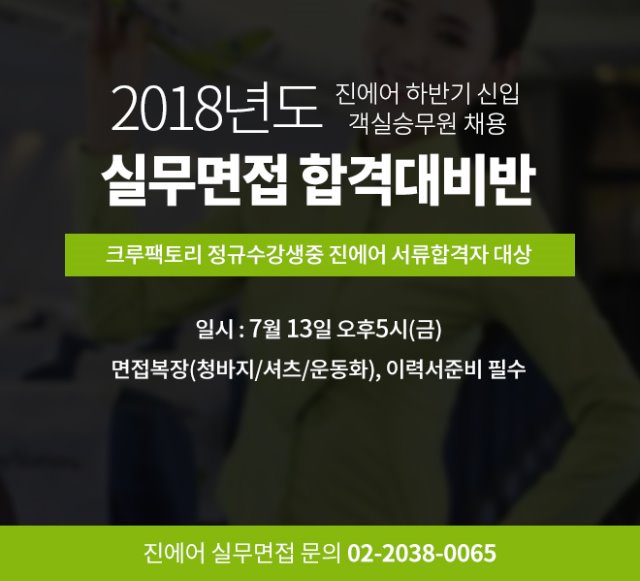 2018년도 진에어 하반기 신입
객실승무원 채용
실무면접 합격대비반
크루팩토리 정규수강생중 진에어 서류합격자 대상
일시 : 7월 13일 오후5시(금)
면접복장(청바지/셔츠/운동화), 이력서준비 필수
진에어 실무면접 문의 02-2038-0065